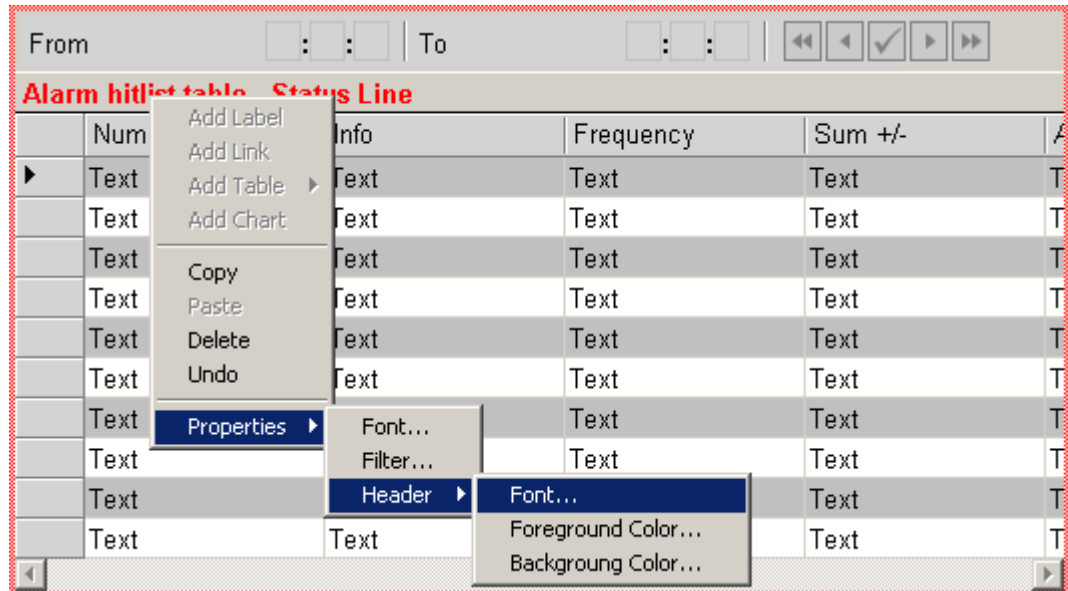 From : : To : :
Alarm hitlist table Status Line
Num Info Frequency Sum +/- A
Text Text Text Text T
Text Text Text Text T
Text Text Text Text T
Text Text Text Text T
Text Text Text Text T
Text Text Text Text T
Text Text Text T
Text Text Text T
Text Text T
Text Text Text T
Add Label
Add Link
Add Table
Add Chart
Copy
Paste
Delete
Undo
Properties
Font...
Filter...
Header
Font...
Foreground Color...
Backgroung Color...